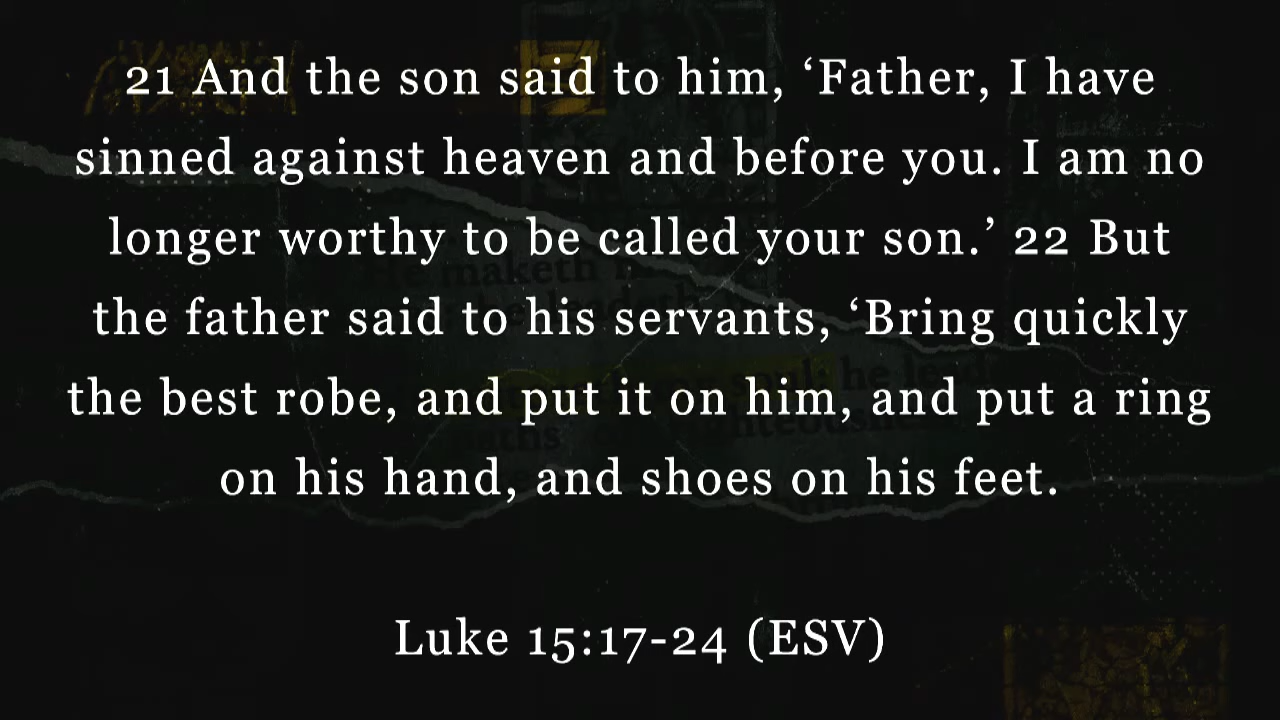 21 And the son said to him, ‘Father, I have
sinned against heaven and before you. I am no
longer worthy to be called your son.’ 22 But
the father said to his servants, ‘Bring quickly
the best robe, and put it on him, and put a ring
on his hand, and shoes on his feet.
Luke 15:17-24 (ESV)